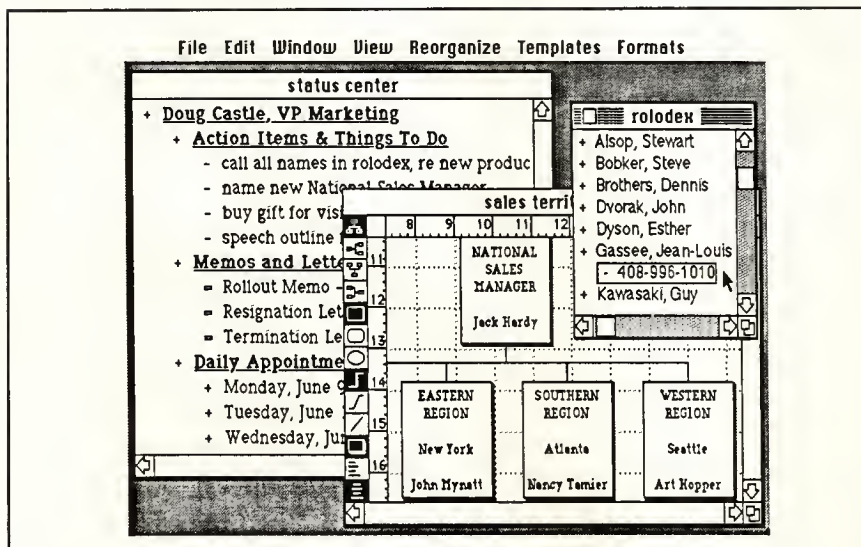 File Edit Window View Reorganize Templates Formats
status center
+ Doug Castle, VP Marketing
+ Action Items & Things To Do
- call all names in rolodex, re new produc
- name new National Sales Manager
- buy gift for visi
- speech outline
+ Memos and Lette
Rollout Memo -
Resignation Let
Termination Le
+ Daily Appointme
+ Monday, June 9
+ Tuesday, June
+ Wednesday, Jun
sales territ
8 9 10 11 12
11
12
13
14
15
16
NATIONAL
SALES
MANAGER
Jack Hardy
EASTERN
REGION
New York
John Mynatt
SOUTHERN
REGION
Atlanta
Nancy Tamier
WESTERN
REGION
Seattle
Art Hopper
rolodex
+ Alsop, Stewart
+ Bobker, Steve
+ Brothers, Dennis
+ Dvorak, John
+ Dyson, Esther
+ Gassee, Jean-Louis
- 408-996-1010
+ Kawasaki, Guy